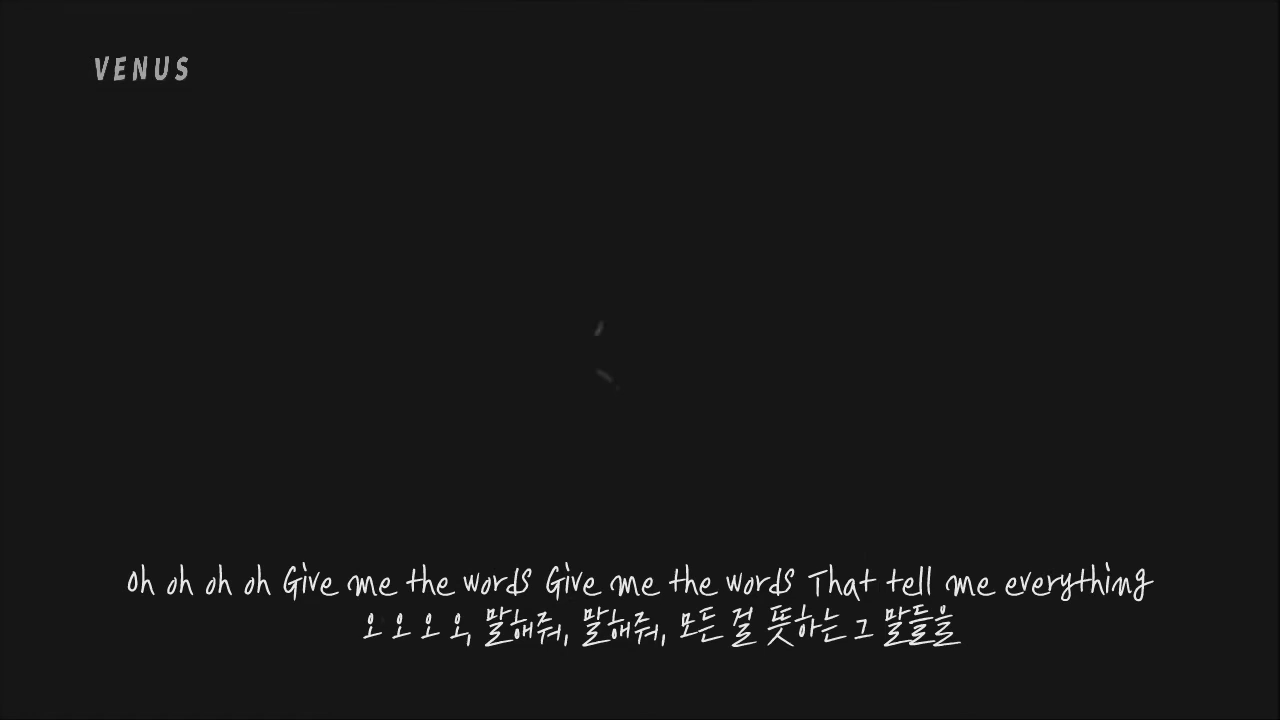 VENUS
Oh oh oh oh Give me the words Give me the words That tell me everything
오 오 오 오, 말해줘, 말해줘, 모든 걸 뜻하는 그 말들을